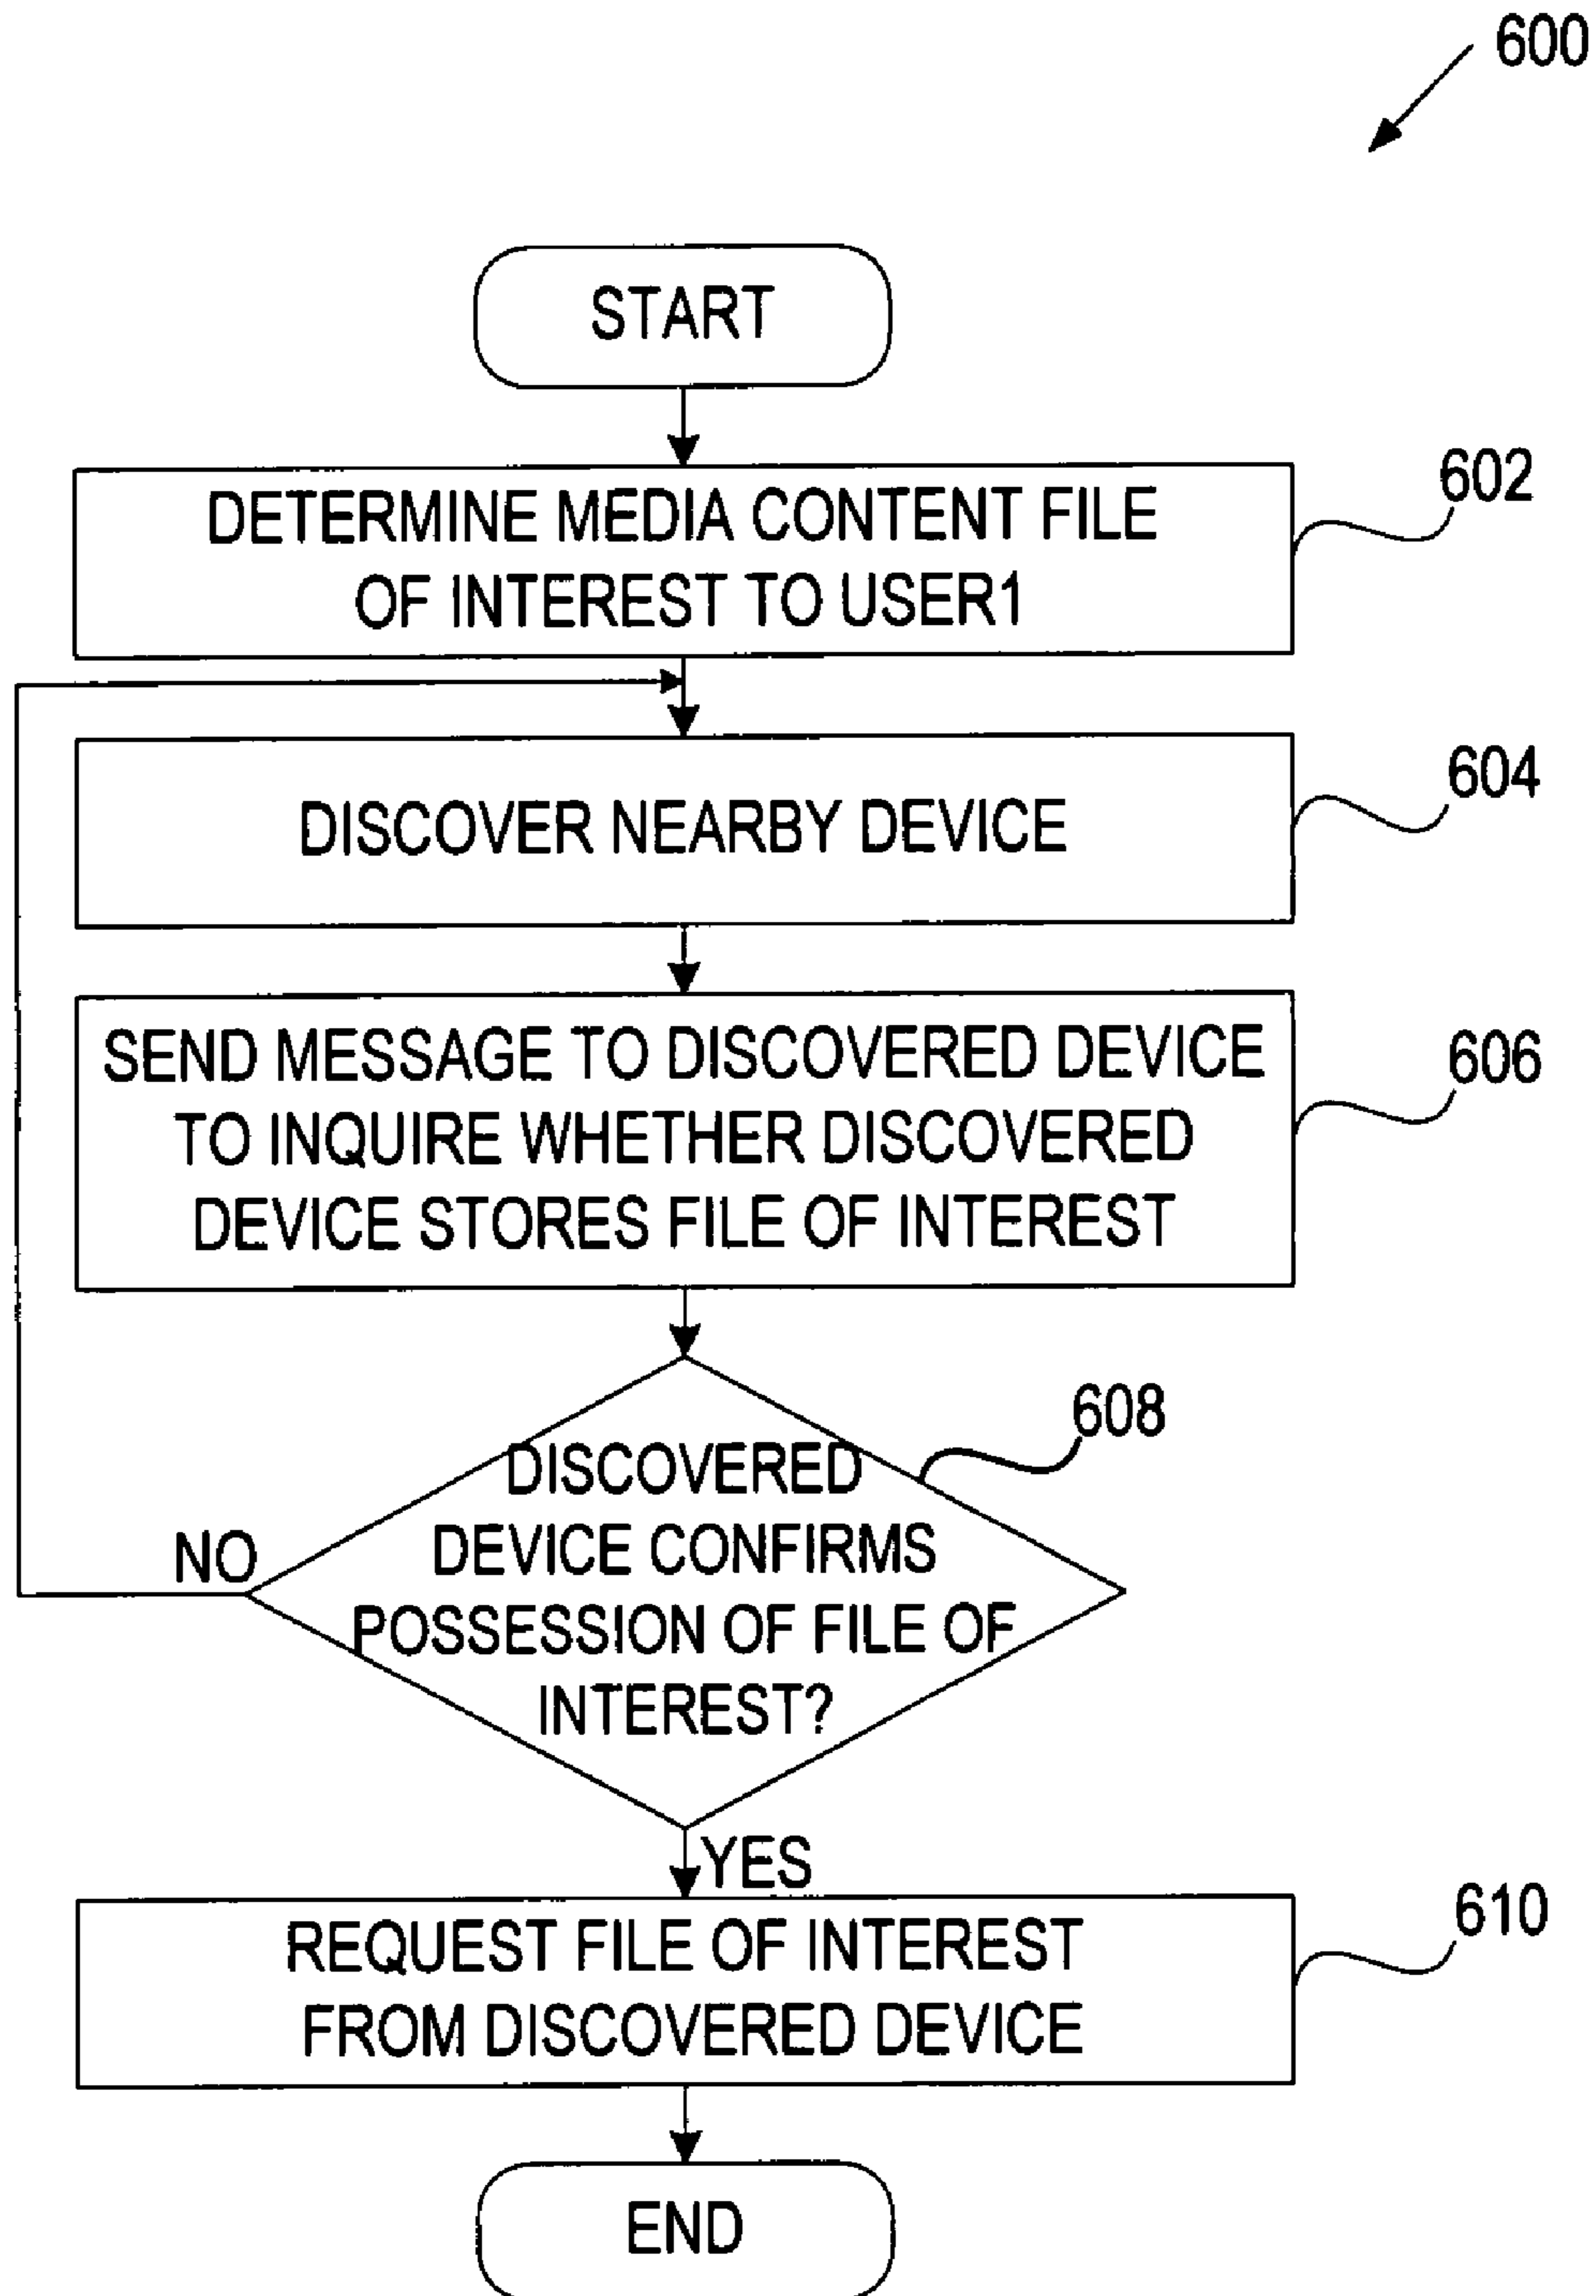 600
START
602
DETERMINE MEDIA CONTENT FILE
OF INTEREST TO USER1
604
DISCOVER NEARBY DEVICE
606
SEND MESSAGE TO DISCOVERED DEVICE
TO INQUIRE WHETHER DISCOVERED
DEVICE STORES FILE OF INTEREST
608
DISCOVERED
DEVICE CONFIRMS
POSSESSION OF FILE OF
INTEREST?
NO
YES
610
REQUEST FILE OF INTEREST
FROM DISCOVERED DEVICE
END